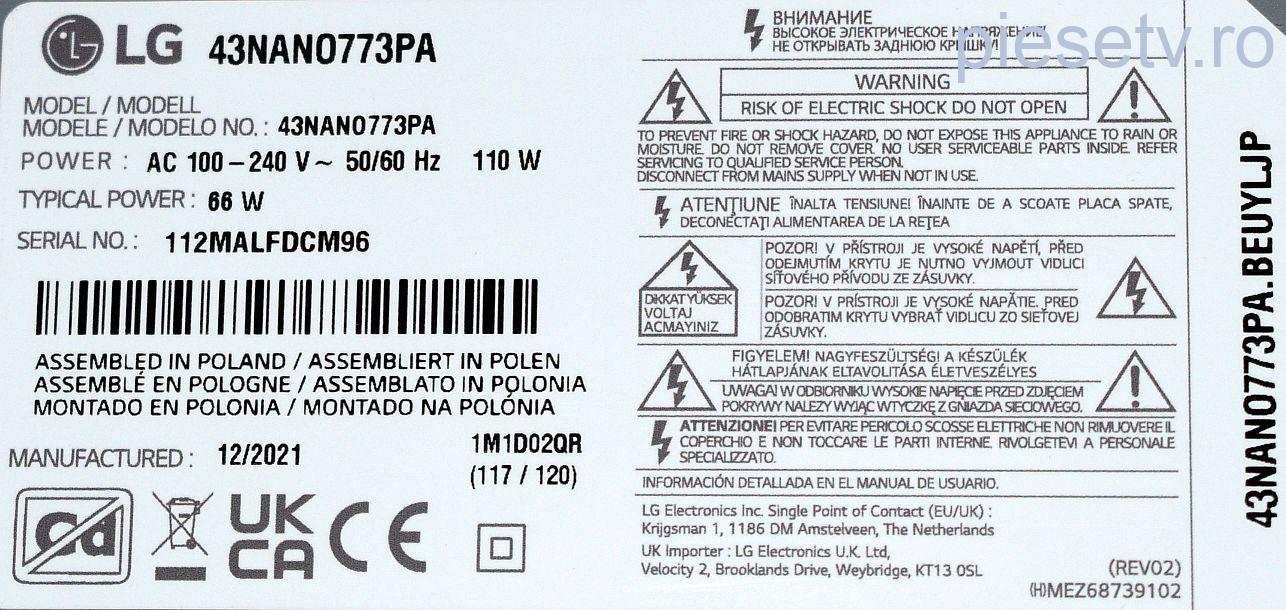 LG 43NANO773PA
MODEL / MODELL
MODELE / MODELO NO. : 43NANO773PA
POWER : AC 100 – 240 V ~ 50/60 Hz 110 W
TYPICAL POWER : 66 W
SERIAL NO. : 112MALFDCM96
ASSEMBLED IN POLAND / ASSEMBLIERT IN POLEN
ASSEMBLÉ EN POLOGNE / ASSEMBLATO IN POLONIA
MONTADO EN POLONIA / MONTADO NA POLÓNIA
MANUFACTURED : 12/2021
1M1D02QR
(117 / 120)
Cd
UK
CA
CE
ВНИМАНИЕ
ВЫСОКОЕ ЭЛЕКТРИЧЕСКОЕ НАПРЯЖЕНИЕ!
НЕ ОТКРЫВАТЬ ЗАДНЮЮ КРЫШКУ!
piesetv.ro
WARNING
RISK OF ELECTRIC SHOCK DO NOT OPEN
TO PREVENT FIRE OR SHOCK HAZARD, DO NOT EXPOSE THIS APPLIANCE TO RAIN OR
MOISTURE. DO NOT REMOVE COVER. NO USER SERVICEABLE PARTS INSIDE. REFER
SERVICING TO QUALIFIED SERVICE PERSON.
DISCONNECT FROM MAINS SUPPLY WHEN NOT IN USE.
ATENȚIUNE ÎNALTA TENSIUNE! ÎNAINTE DE A SCOATE PLACA SPATE,
DECONECTAȚI ALIMENTAREA DE LA REȚEA
DIKKAT YÜKSEK
VOLTAJ
ACMAYINIZ
POZOR! V PŘÍSTROJI JE VYSOKÉ NAPĚTÍ, PŘED
ODEJMUTÍM KRYTU JE NUTNO VYJMOUT VIDLICI
SÍŤOVÉHO PŘÍVODU ZE ZÁSUVKY.
POZOR! V PRÍSTROJI JE VYSOKÉ NAPÄTIE. PRED
ODOBRATIM KRYTU VYBRAŤ VIDLICU ZO SIEŤOVEJ
ZÁSUVKY.
FIGYELEM! NAGYFESZÜLTSÉG! A KÉSZÜLÉK
HÁTLAPJÁNAK ELTAVOLITÁSA ÉLETVESZÉLYES
UWAGA! W ODBIORNIKU WYSOKIE NAPIĘCIE PRZED ZDJĘCIEM
POKRYWY NALEZY WYJĄC WTYCZKĘ Z GNIAZDA SIECIOWEGO.
ATTENZIONE! PER EVITARE PERICOLO SCOSSE ELETTRICHE NON RIMUOVERE IL
COPERCHIO E NON TOCCARE LE PARTI INTERNE. RIVOLGETEVI A PERSONALE
SPECIALIZZATO.
INFORMACIÓN DETALLADA EN EL MANUAL DE USUARIO.
LG Electronics Inc. Single Point of Contact (EU/UK) :
Krijgsman 1, 1186 DM Amstelveen, The Netherlands
UK Importer : LG Electronics U.K. Ltd,
Velocity 2, Brooklands Drive, Weybridge, KT13 0SL
(REV02)
(H)MEZ68739102
43NANO773PA.BEUYLJP